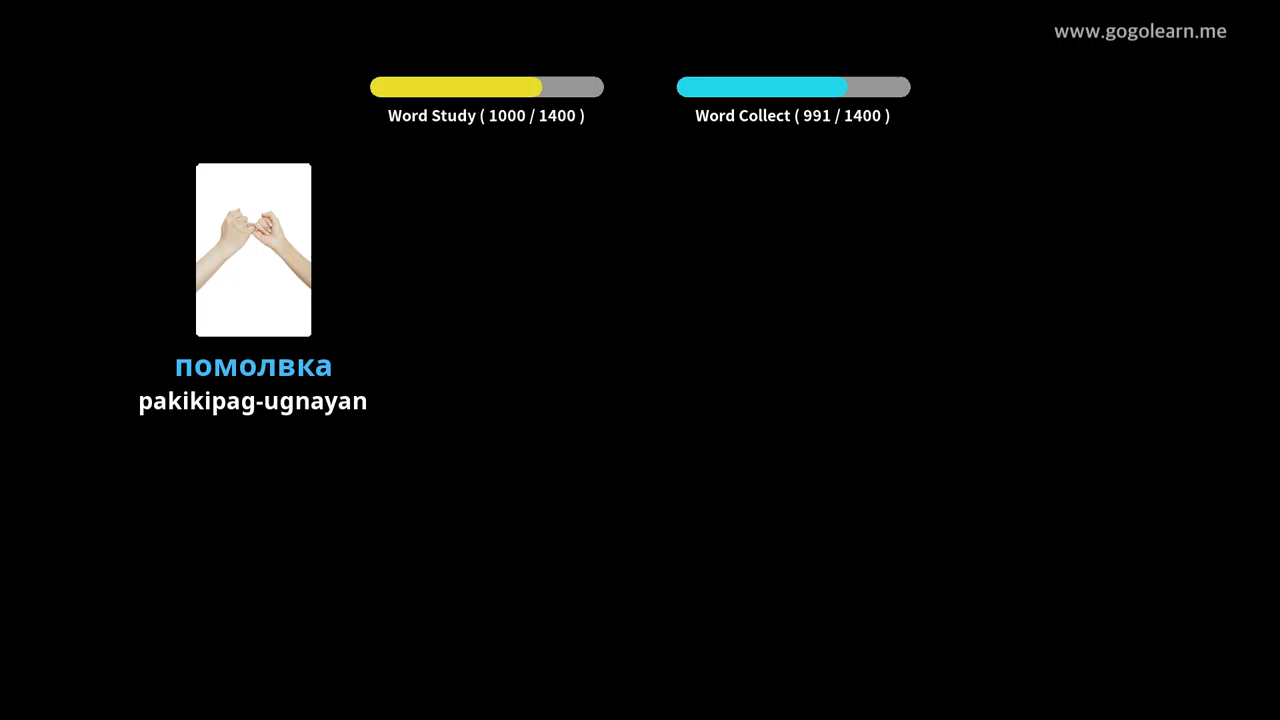 www.gogolearn.me
Word Study ( 1000 / 1400 )
Word Collect ( 991 / 1400 )
помолвка
pakikipag-ugnayan